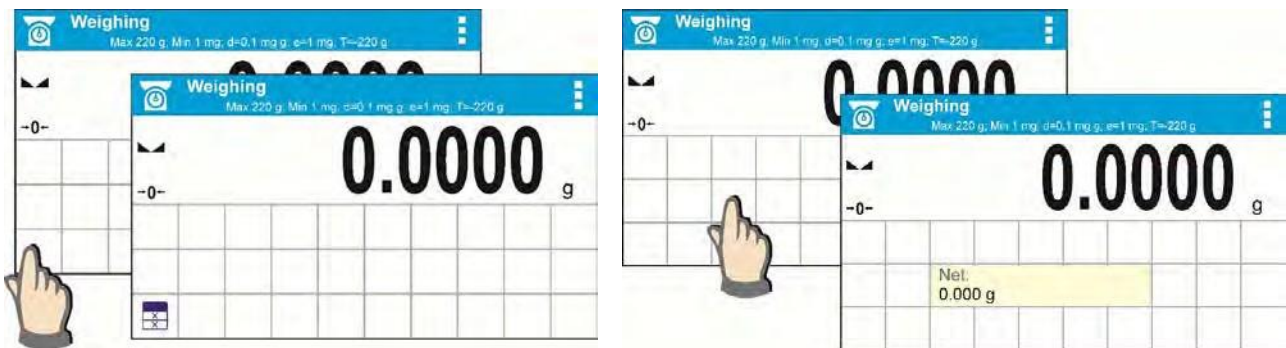 Weighing
Max 220 g; Min 1 mg; d=0.1 mg g; e=1 mg; T=-220 g
→0←
Weighing
Max 220 g; Min 1 mg; d=0.1 mg g; e=1 mg; T=-220 g
0.0000 g
→0←
Weighing
Max 220 g; Min 1 mg; d=0.1 mg g; e=1 mg; T=-220 g
0.0000
→0←
Weighing
Max 220 g; Min 1 mg; d=0.1 mg g; e=1 mg; T=-220 g
0.0000 g
→0←
Net:
0.000 g